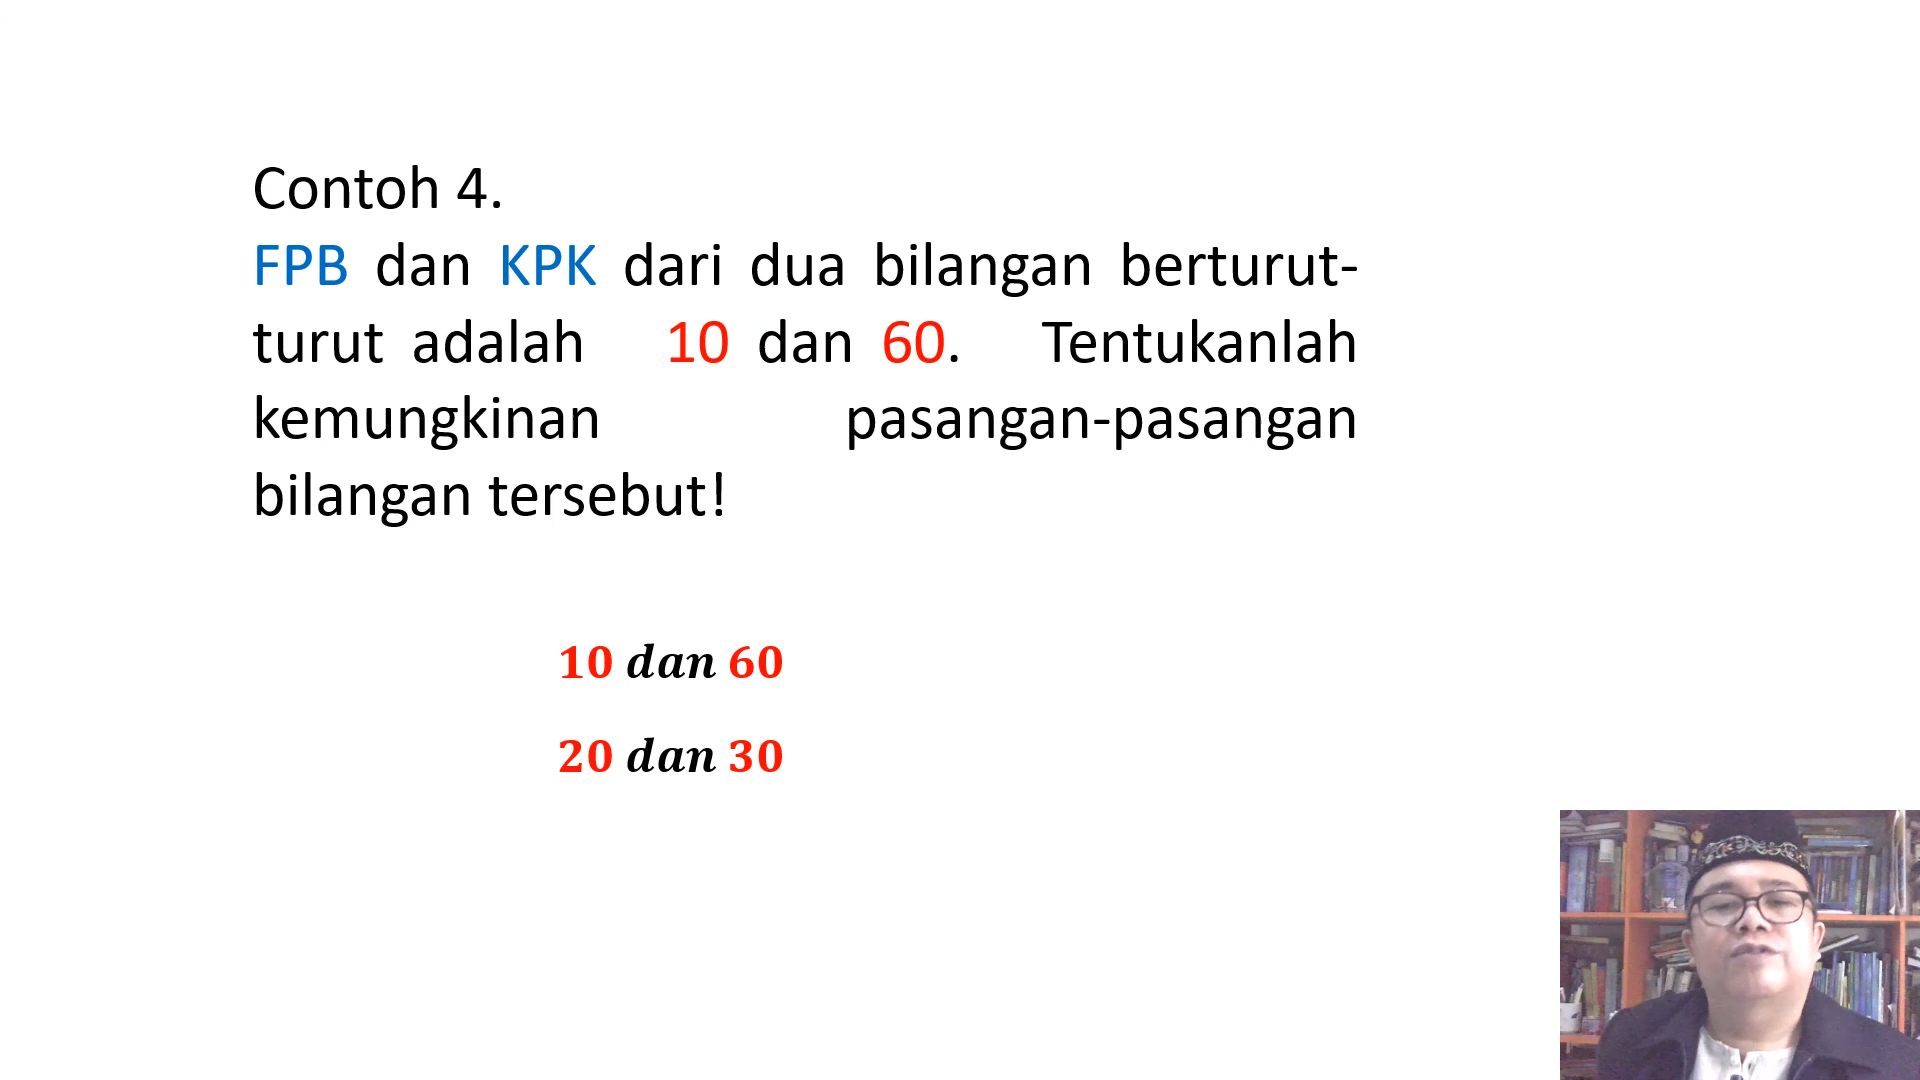 Contoh 4.
FPB dan KPK dari dua bilangan berturut-
turut adalah 10 dan 60. Tentukanlah
kemungkinan pasangan-pasangan
bilangan tersebut!
10 dan 60
20 dan 30